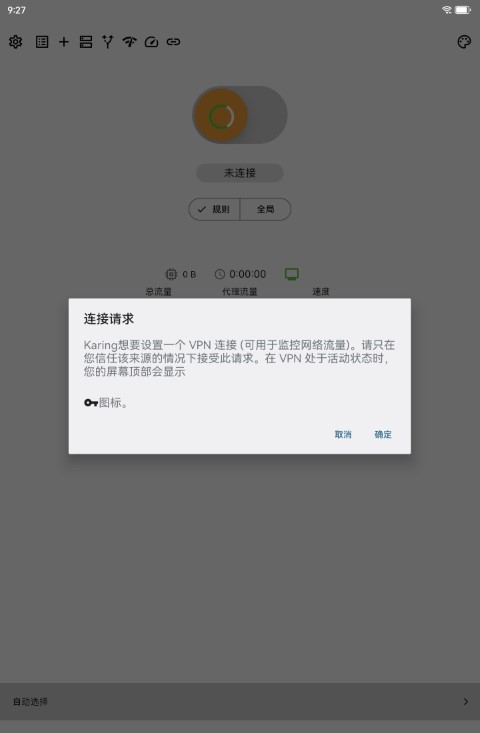 9:27
未连接
规则 全局
0 B 0:00:00
总流量 代理流量 速度
连接请求
Karing想要设置一个 VPN 连接 (可用于监控网络流量)。请只在
您信任该来源的情况下接受此请求。在 VPN 处于活动状态时，
您的屏幕顶部会显示
图标。
取消 确定
自动选择